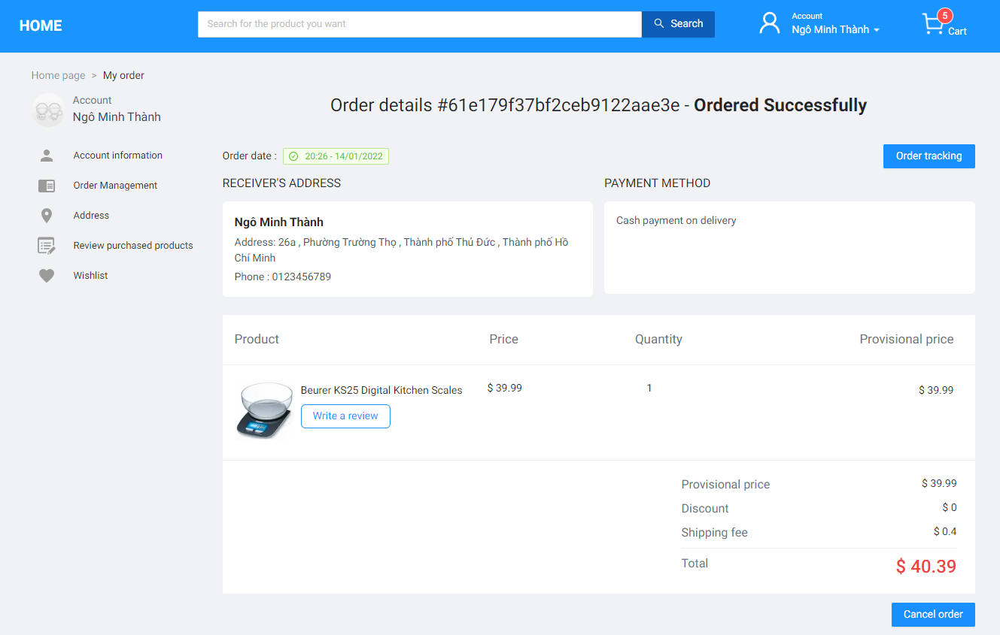 HOME
Search for the product you want
Search
Account
Ngô Minh Thành
5
Cart
Home page > My order
Account
Ngô Minh Thành
Account information
Order Management
Address
Review purchased products
Wishlist
Order details #61e179f37bf2ceb9122aae3e - Ordered Successfully
Order date : 20:26 - 14/01/2022
Order tracking
RECEIVER'S ADDRESS
Ngô Minh Thành
Address: 26a , Phường Trường Thọ , Thành phố Thủ Đức , Thành phố Hồ
Chí Minh
Phone : 0123456789
PAYMENT METHOD
Cash payment on delivery
Product Price Quantity Provisional price
Beurer KS25 Digital Kitchen Scales $ 39.99 1 $ 39.99
Write a review
Provisional price $ 39.99
Discount $ 0
Shipping fee $ 0.4
Total $ 40.39
Cancel order